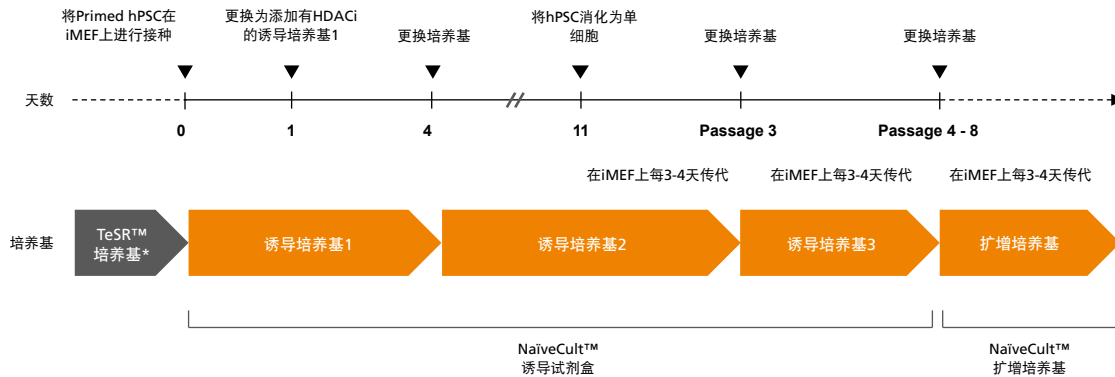 将Primed hPSC在
iMEF上进行接种
更换为添加有HDACi
的诱导培养基1
更换培养基
将hPSC消化为单
细胞
更换培养基
更换培养基
天数
0
1
4
11
Passage 3
Passage 4 - 8
在iMEF上每3-4天传代
在iMEF上每3-4天传代
在iMEF上每3-4天传代
培养基
TeSR™
培养基*
诱导培养基1
诱导培养基2
诱导培养基3
扩增培养基
NaïveCult™
诱导试剂盒
NaïveCult™
扩增培养基